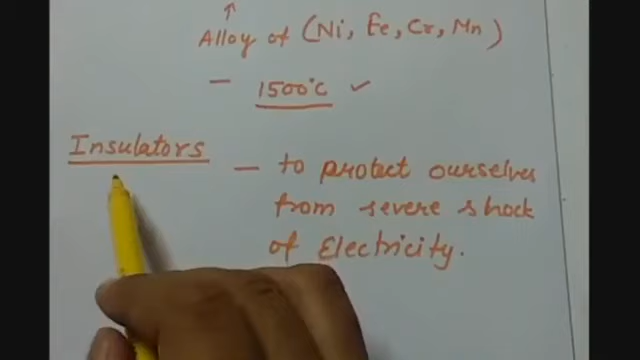 Alloy of (Ni, Fe, Cr, Mn)
– 1500°C ✓
Insulators – to protect ourselves
from severe shock
of Electricity.